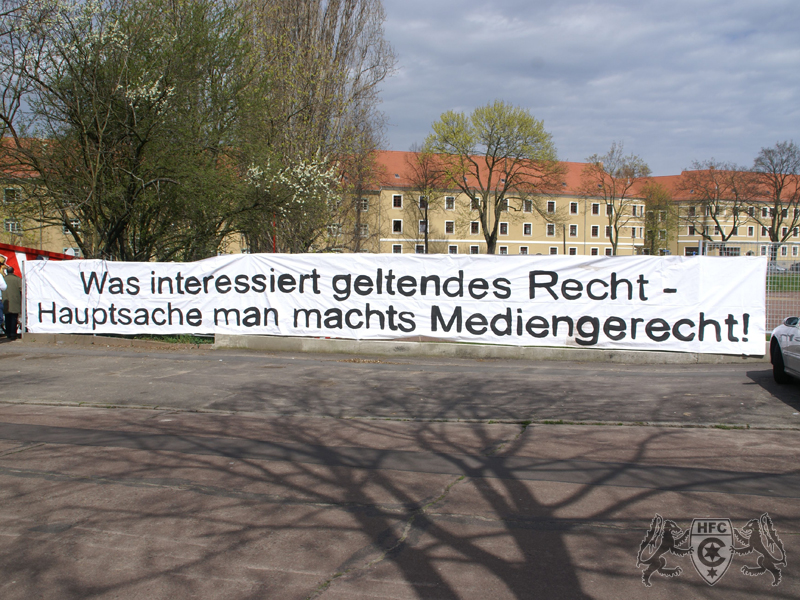 Was interessiert geltendes Recht -
Hauptsache man machts Mediengerecht!
HFC